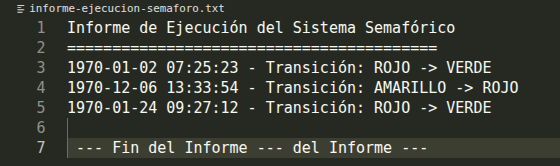 informe-ejecucion-semaforo.txt
1 Informe de Ejecución del Sistema Semafórico
2 =========================================
3 1970-01-02 07:25:23 - Transición: ROJO -> VERDE
4 1970-12-06 13:33:54 - Transición: AMARILLO -> ROJO
5 1970-01-24 09:27:12 - Transición: ROJO -> VERDE
6
7 --- Fin del Informe --- del Informe ---